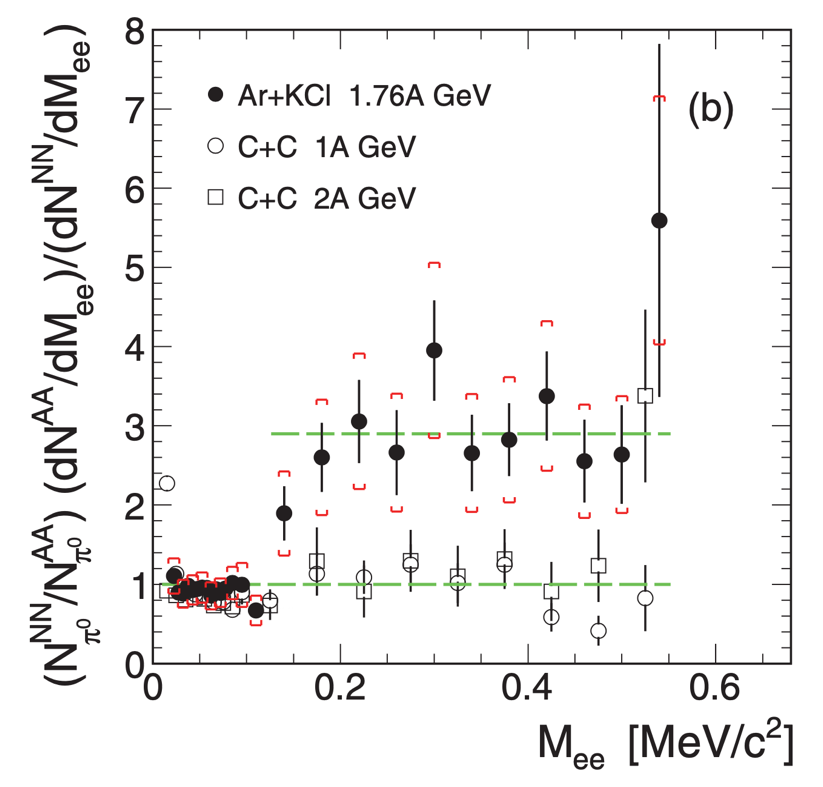 (N^NN_π⁰/N^AA_π⁰) (dN^AA/dM_ee)/(dN^NN/dM_ee)
8
7
6
5
4
3
2
1
0
Ar+KCl 1.76A GeV
C+C 1A GeV
C+C 2A GeV
(b)
0 0.2 0.4 0.6
M_ee [MeV/c²]